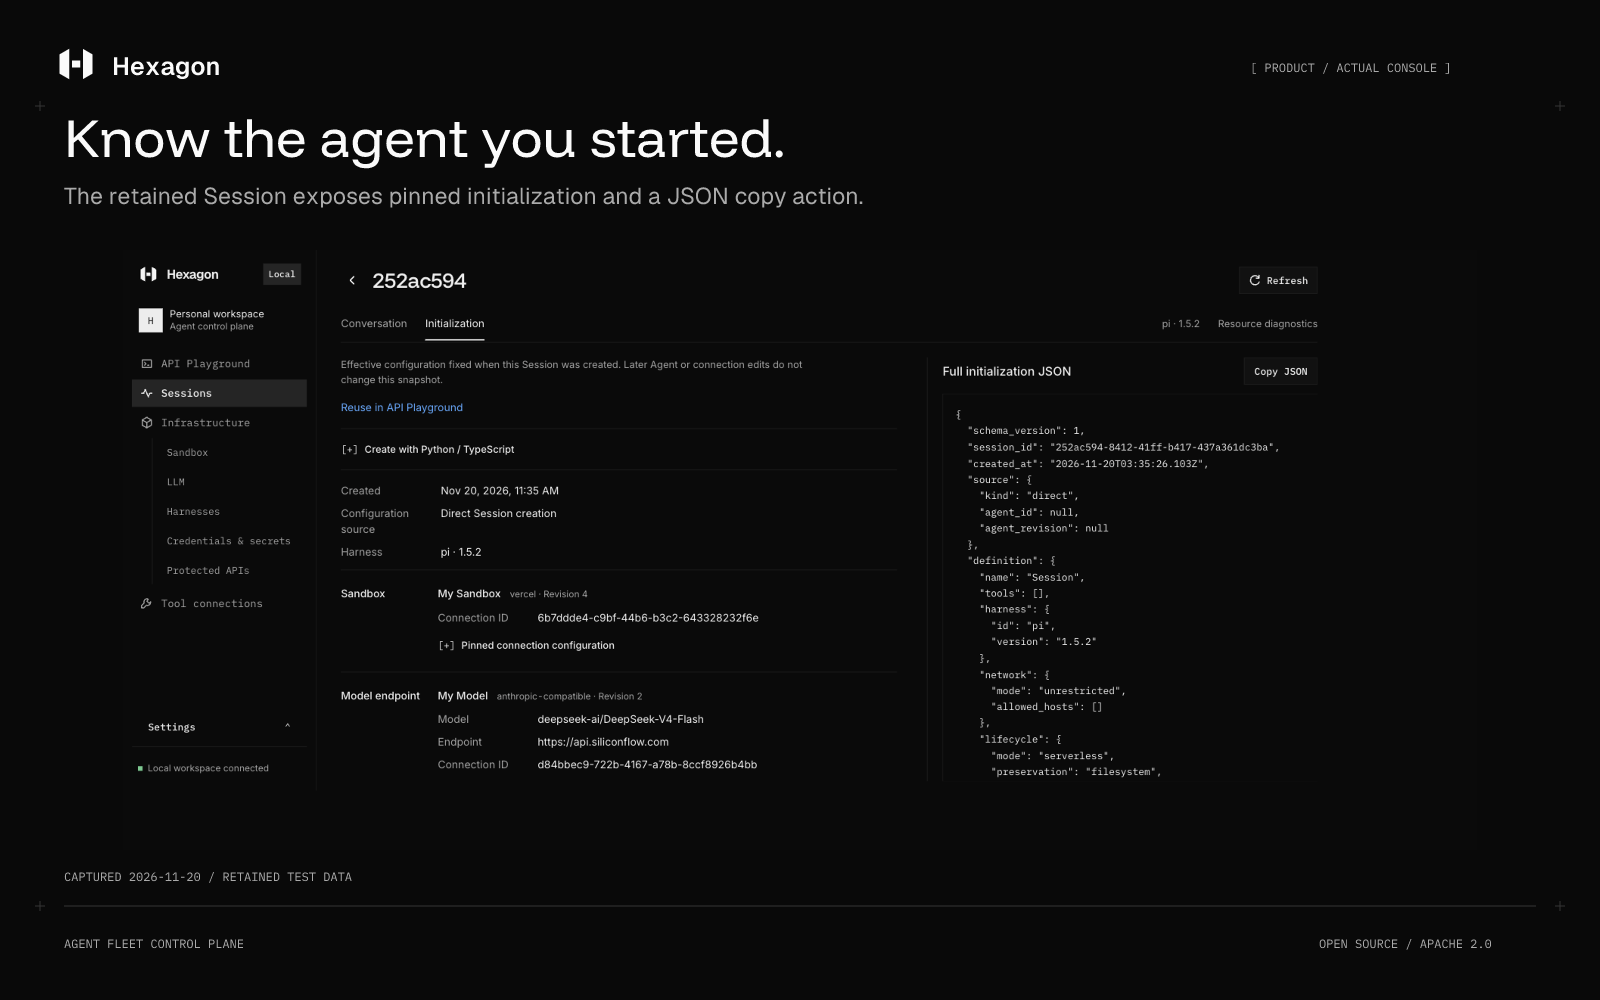 Hexagon
[ PRODUCT / ACTUAL CONSOLE ]
Know the agent you started.
The retained Session exposes pinned initialization and a JSON copy action.
Hexagon
Local
H
Personal workspace
Agent control plane
API Playground
Sessions
Infrastructure
Sandbox
LLM
Harnesses
Credentials & secrets
Protected APIs
Tool connections
Settings
Local workspace connected
252ac594
Refresh
Conversation
Initialization
pi · 1.5.2
Resource diagnostics
Effective configuration fixed when this Session was created. Later Agent or connection edits do not
change this snapshot.
Reuse in API Playground
[+] Create with Python / TypeScript
Created Nov 20, 2026, 11:35 AM
Configuration source Direct Session creation
Harness pi · 1.5.2
Sandbox My Sandbox vercel · Revision 4
Connection ID 6b7ddde4-c9bf-44b6-b3c2-643328232f6e
[+] Pinned connection configuration
Model endpoint My Model anthropic-compatible · Revision 2
Model deepseek-ai/DeepSeek-V4-Flash
Endpoint https://api.siliconflow.com
Connection ID d84bbec9-722b-4167-a78b-8ccf8926b4bb
Full initialization JSON
Copy JSON
{
"schema_version": 1,
"session_id": "252ac594-8412-41ff-b417-437a361dc3ba",
"created_at": "2026-11-20T03:35:26.103Z",
"source": {
"kind": "direct",
"agent_id": null,
"agent_revision": null
},
"definition": {
"name": "Session",
"tools": [],
"harness": {
"id": "pi",
"version": "1.5.2"
},
"network": {
"mode": "unrestricted",
"allowed_hosts": []
},
"lifecycle": {
"mode": "serverless",
"preservation": "filesystem",
CAPTURED 2026-11-20 / RETAINED TEST DATA
AGENT FLEET CONTROL PLANE
OPEN SOURCE / APACHE 2.0